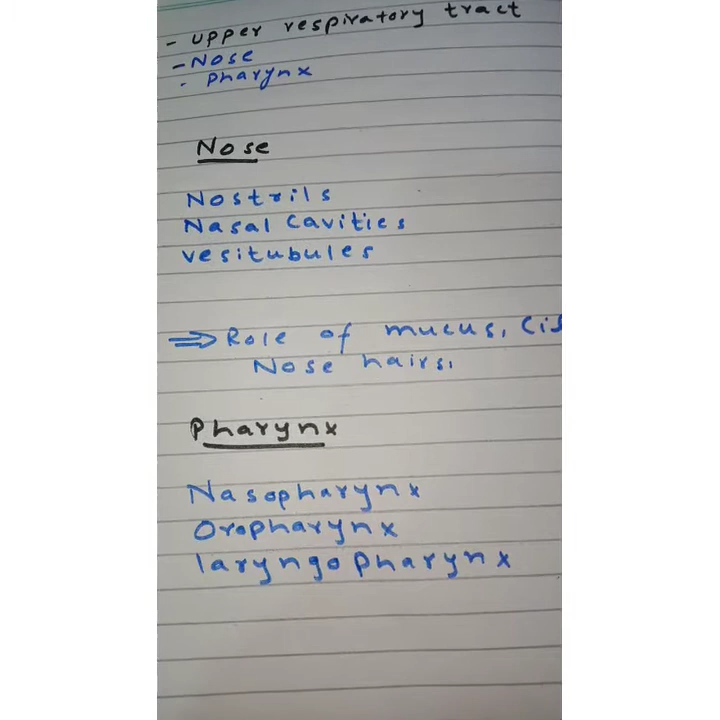 - Upper respiratory tract
- Nose
- Pharynx
Nose
Nostrils
Nasal Cavities
vesitubules
⇒ Role of mucus, Cis
Nose hairs,
Pharynx
Nasopharynx
Oropharynx
laryngopharynx